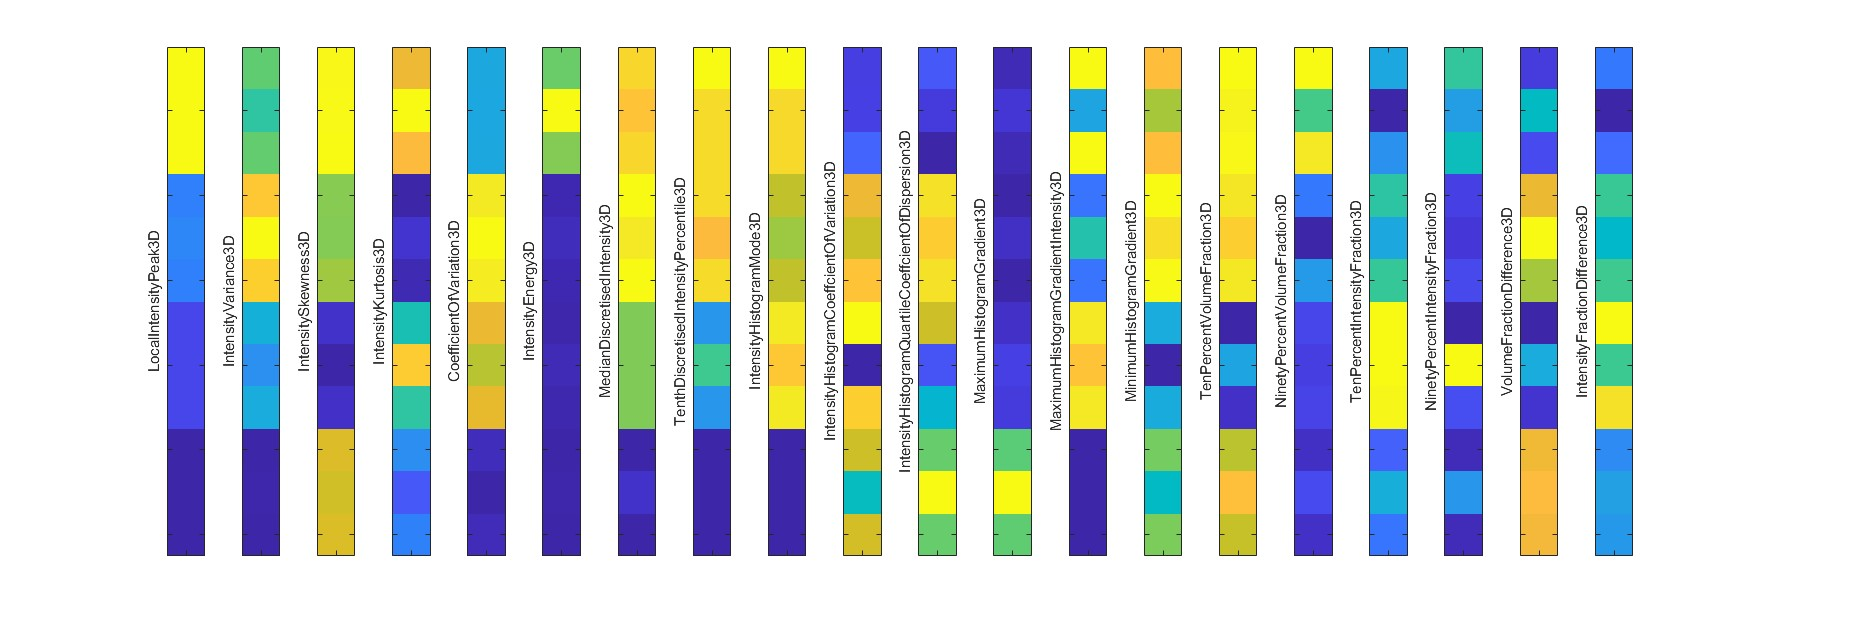 LocalIntensityPeak3D
IntensityVariance3D
IntensitySkewness3D
IntensityKurtosis3D
CoefficientOfVariation3D
IntensityEnergy3D
MedianDiscretisedIntensity3D
TenthDiscretisedIntensityPercentile3D
IntensityHistogramMode3D
IntensityHistogramCoeffcientOfVariation3D
IntensityHistogramQuartileCoefficientOfDispersion3D
MaximumHistogramGradient3D
MaximumHistogramGradientIntensity3D
MinimumHistogramGradient3D
TenPercentVolumeFraction3D
NinetyPercentVolumeFraction3D
TenPercentIntensityFraction3D
NinetyPercentIntensityFraction3D
VolumeFractionDifference3D
IntensityFractionDifference3D